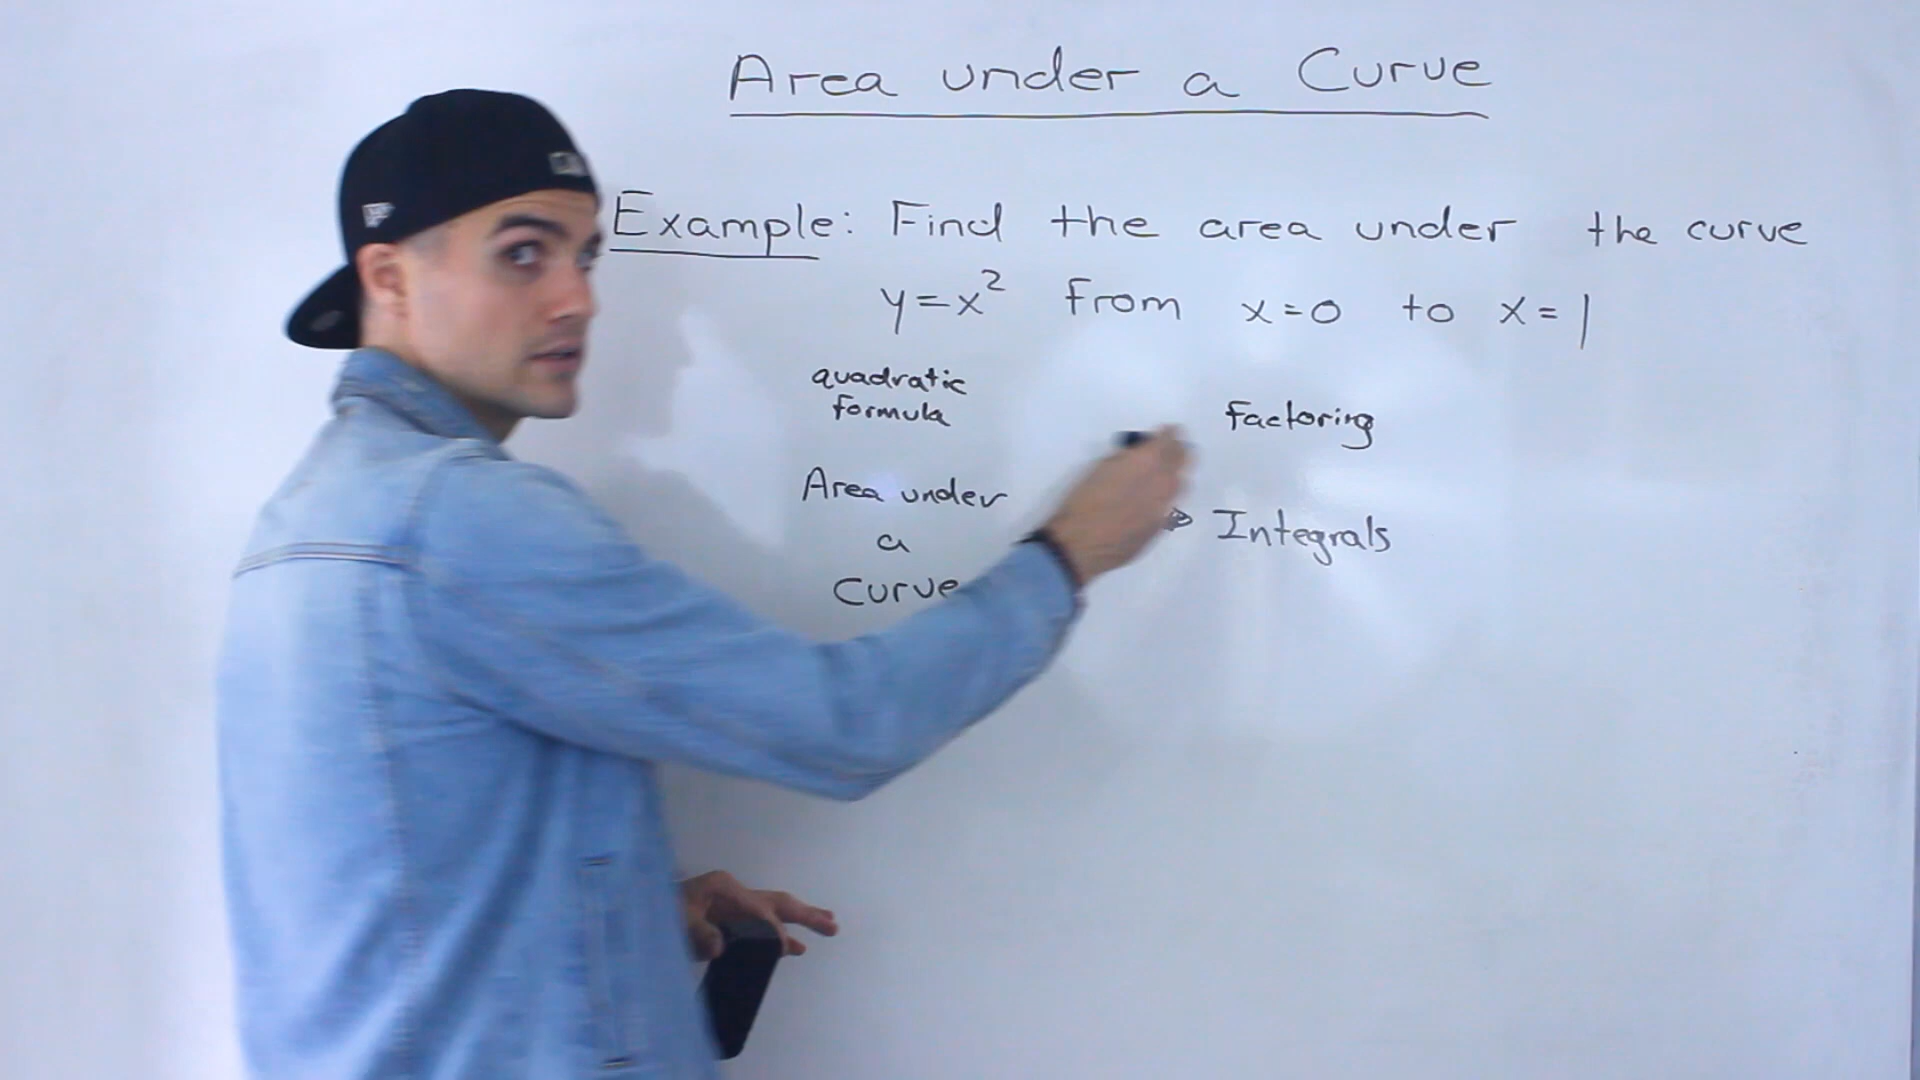 Area under a Curve
Example: Find the area under the curve
y=x² from x=0 to x=1
quadratic
formula
factoring
Area under
a
curve
Integrals